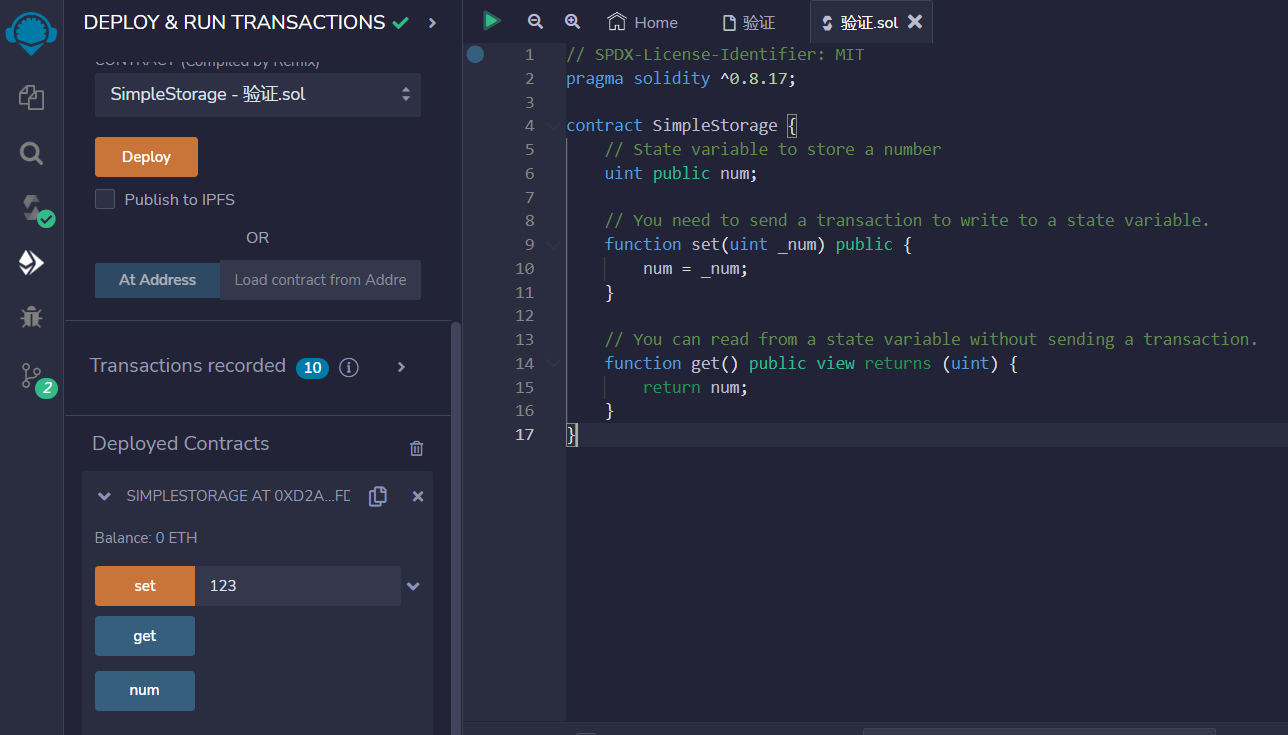 DEPLOY & RUN TRANSACTIONS
CONTRACT (Compiled by Remix)
SimpleStorage - 验证.sol
Deploy
Publish to IPFS
OR
At Address
Load contract from Addre
Transactions recorded 10 i
Deployed Contracts
SIMPLESTORAGE AT 0XD2A...FD
Balance: 0 ETH
set 123
get
num
2
Home
验证
验证.sol
1 // SPDX-License-Identifier: MIT
2 pragma solidity ^0.8.17;
3
4 contract SimpleStorage {
5 // State variable to store a number
6 uint public num;
7
8 // You need to send a transaction to write to a state variable.
9 function set(uint _num) public {
10 num = _num;
11 }
12
13 // You can read from a state variable without sending a transaction.
14 function get() public view returns (uint) {
15 return num;
16 }
17 }